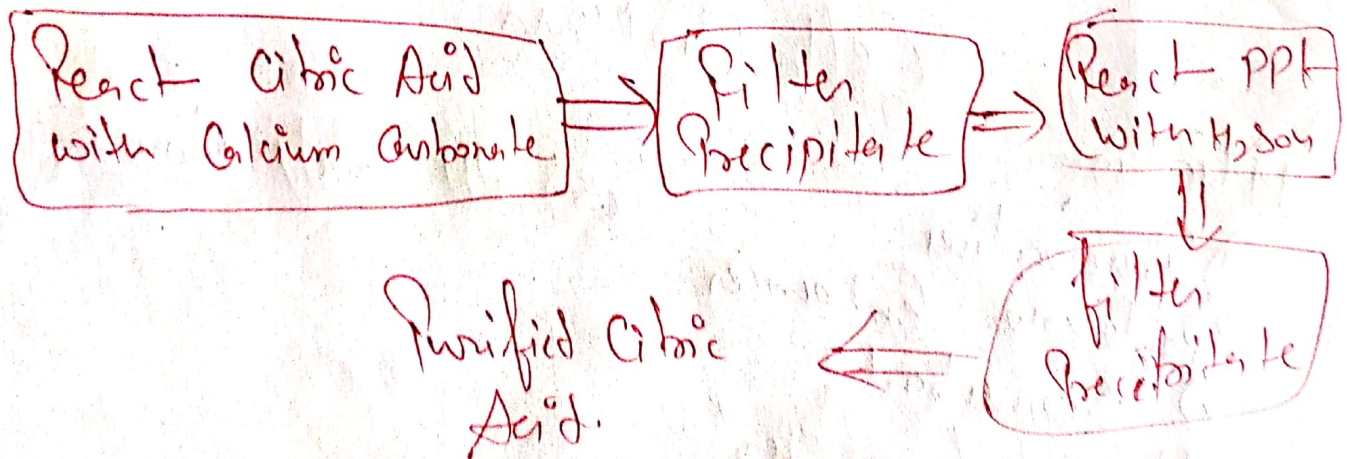 React Citric Acid
with Calcium Carbonate
Filter
Precipitate
React PPt
with H2SO4
filter
Precipitate
Purified Citric
Acid.